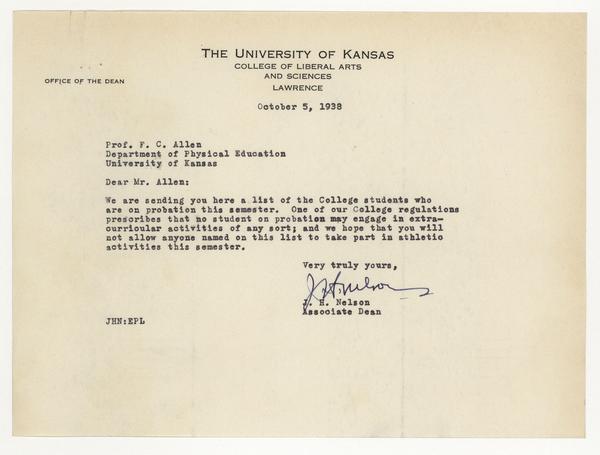 THE UNIVERSITY OF KANSAS
COLLEGE OF LIBERAL ARTS
AND SCIENCES
LAWRENCE
OFFICE OF THE DEAN
October 5, 1938
Prof. F. C. Allen
Department of Physical Education
University of Kansas
Dear Mr. Allen:
We are sending you here a list of the College students who
are on probation this semester. One of our College regulations
prescribes that no student on probation may engage in extra-
curricular activities of any sort; and we hope that you will
not allow anyone named on this list to take part in athletic
activities this semester.
Very truly yours,
J. H. Nelson
J. H. Nelson
Associate Dean
JHN:EPL